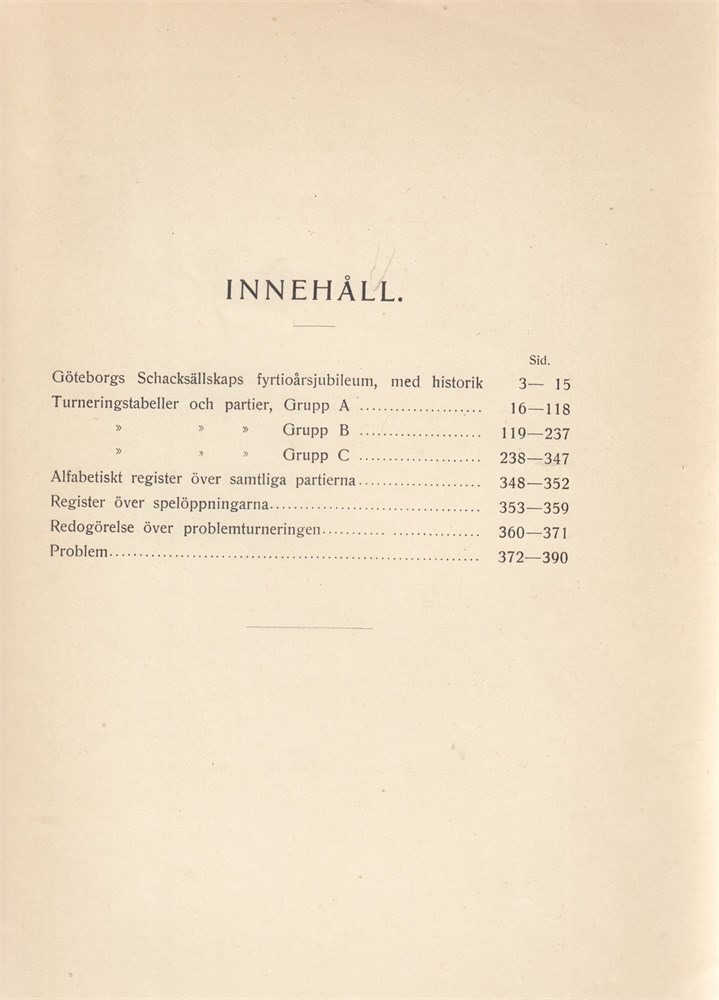 INNEHÅLL.
Sid.
Göteborgs Schacksällskaps fyrtioårsjubileum, med historik 3— 15
Turneringstabeller och partier, Grupp A ..................... 16—118
» » » Grupp B ..................... 119—237
» » » Grupp C ..................... 238—347
Alfabetiskt register över samtliga partierna..................... 348—352
Register över spelöppningarna.................................... 353—359
Redogörelse över problemturneringen........... ............... 360—371
Problem............................................................... 372—390